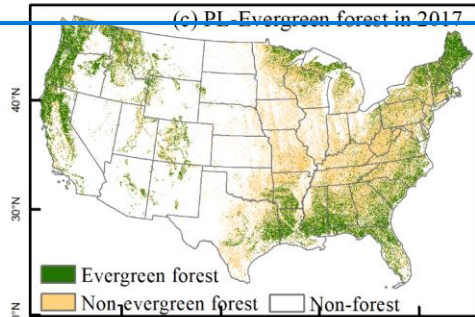 (c) PL-Evergreen forest in 2017
40°N
30°N
Evergreen forest
Non-evergreen forest Non-forest